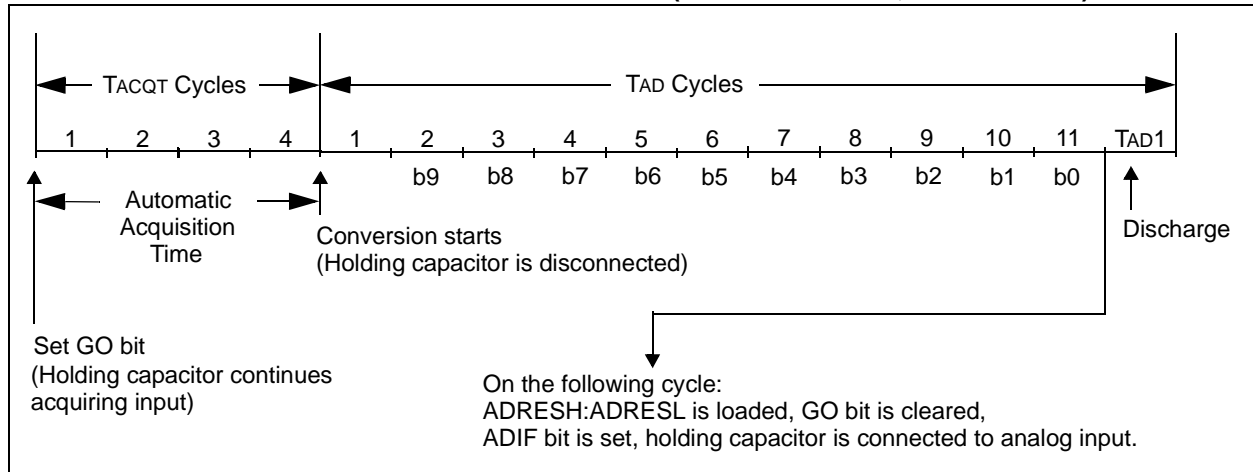 TACQT Cycles
TAD Cycles
1 2 3 4 1 2 3 4 5 6 7 8 9 10 11 TAD1
b9 b8 b7 b6 b5 b4 b3 b2 b1 b0
Automatic
Acquisition
Time
Conversion starts
(Holding capacitor is disconnected)
Discharge
Set GO bit
(Holding capacitor continues
acquiring input)
On the following cycle:
ADRESH:ADRESL is loaded, GO bit is cleared,
ADIF bit is set, holding capacitor is connected to analog input.